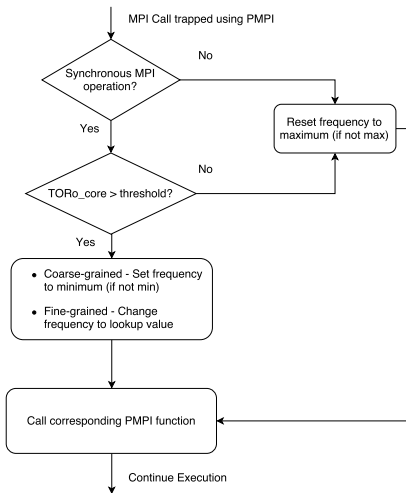 MPI Call trapped using PMPI
No
Synchronous MPI
operation?
Reset frequency to
maximum (if not max)
Yes
No
TORo_core > threshold?
Yes
• Coarse-grained - Set frequency
to minimum (if not min)
• Fine-grained - Change
frequency to lookup value
Call corresponding PMPI function
Continue Execution